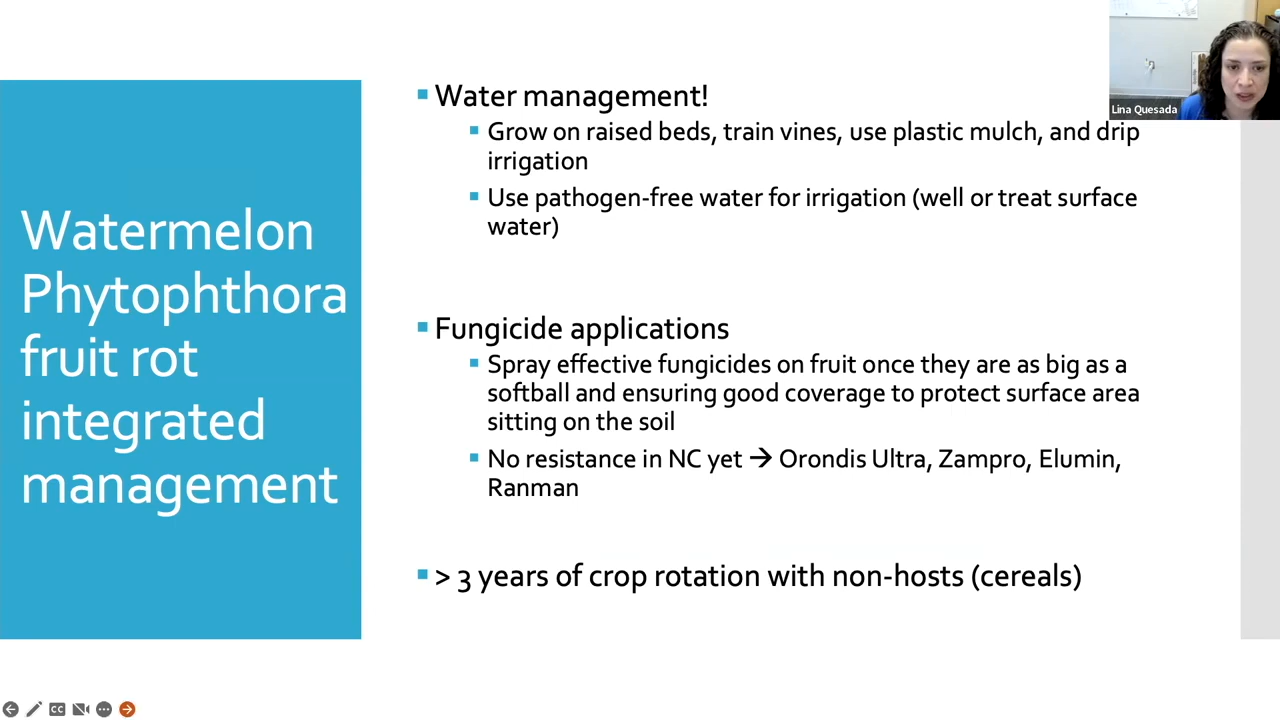 Lina Quesada
Watermelon
Phytophthora
fruit rot
integrated
management
Water management!
Grow on raised beds, train vines, use plastic mulch, and drip
irrigation
Use pathogen-free water for irrigation (well or treat surface
water)
Fungicide applications
Spray effective fungicides on fruit once they are as big as a
softball and ensuring good coverage to protect surface area
sitting on the soil
No resistance in NC yet → Orondis Ultra, Zampro, Elumin,
Ranman
> 3 years of crop rotation with non-hosts (cereals)
CC